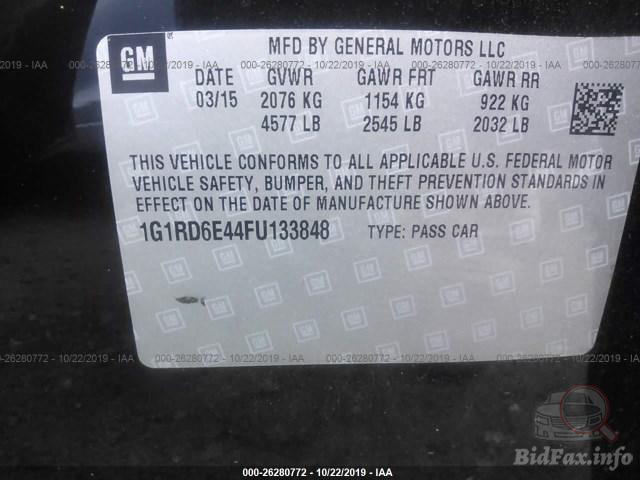 GM
MFD BY GENERAL MOTORS LLC
DATE GVWR GAWR FRT GAWR RR
03/15 2076 KG 1154 KG 922 KG
4577 LB 2545 LB 2032 LB
THIS VEHICLE CONFORMS TO ALL APPLICABLE U.S. FEDERAL MOTOR
VEHICLE SAFETY, BUMPER, AND THEFT PREVENTION STANDARDS IN
EFFECT ON THE DATE OF MANUFACTURE SHOWN ABOVE.
1G1RD6E44FU133848 TYPE: PASS CAR
000-26280772 - 10/22/2019 - IAA
BidFax.info